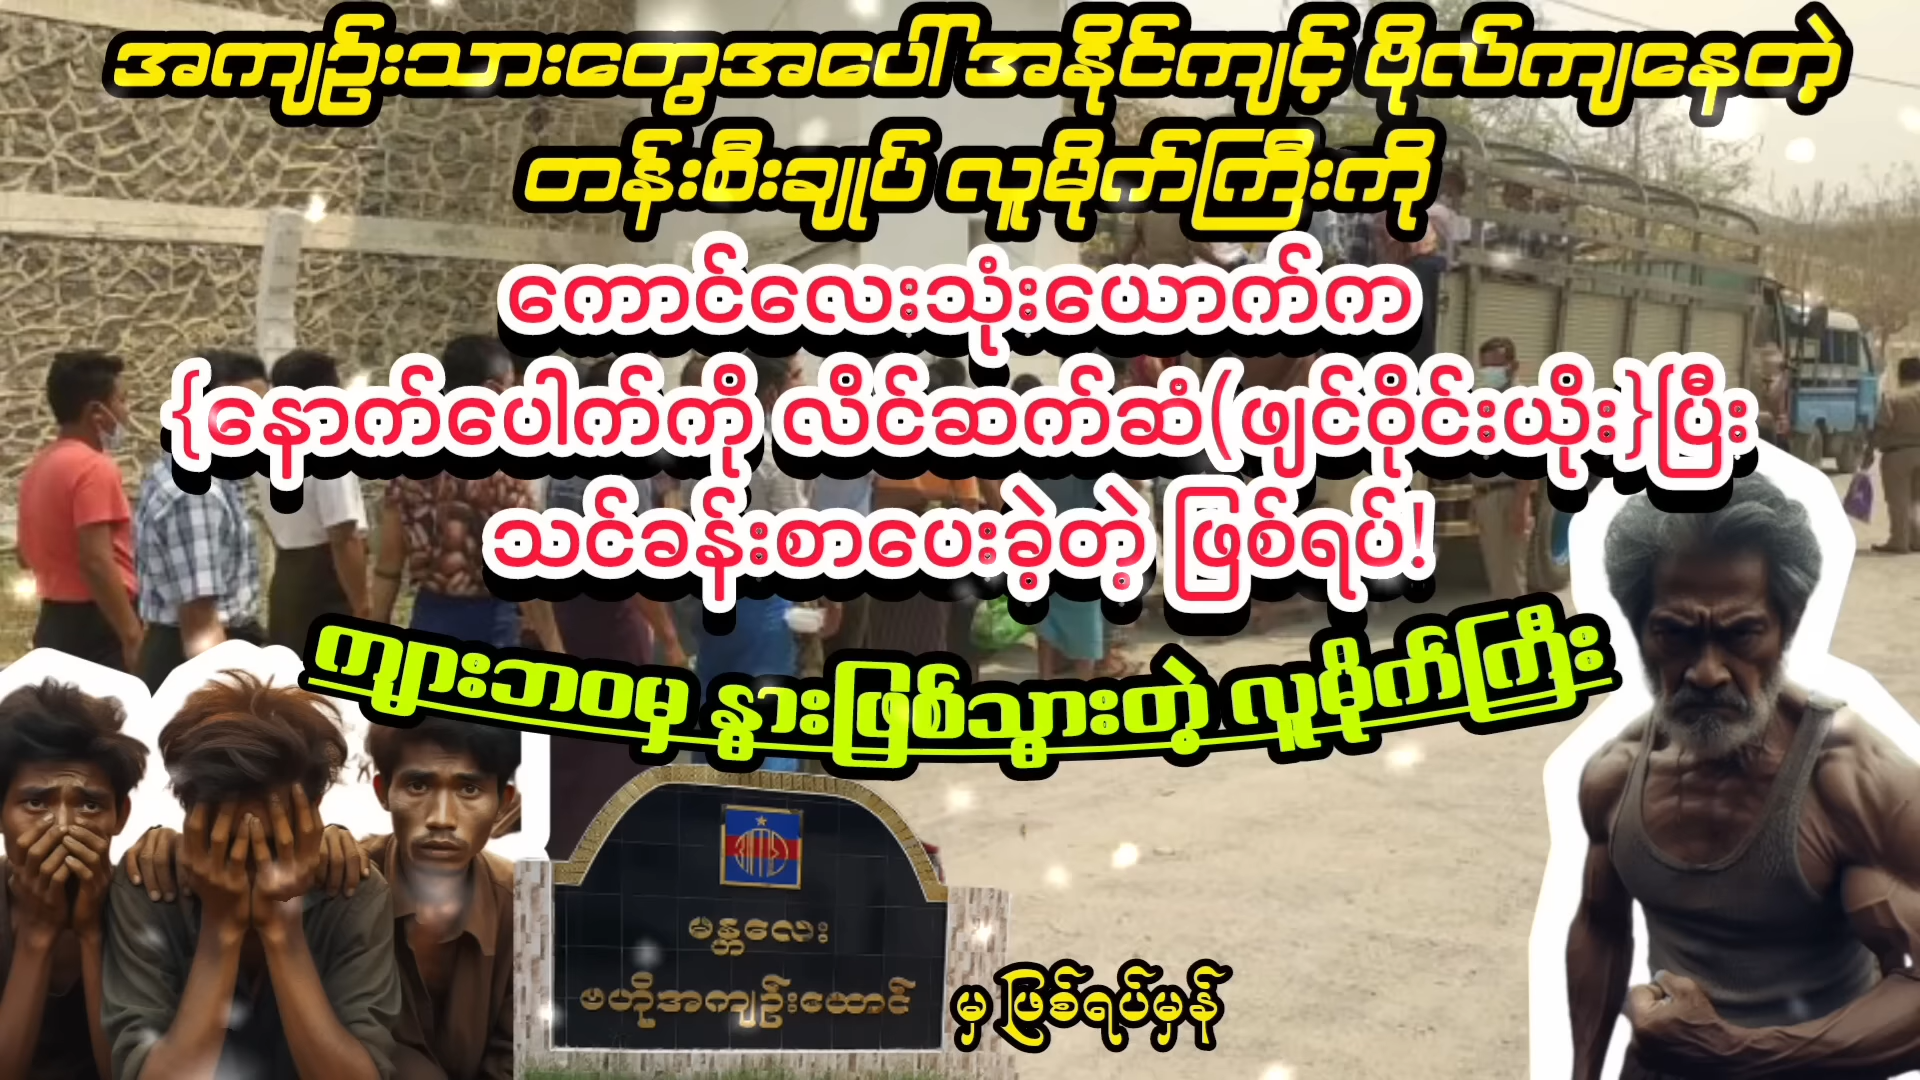 အကျဉ်းသားတွေအပေါ် အနိုင်ကျင့် ဗိုလ်ကျနေတဲ့
တန်းစီးချုပ် လူမိုက်ကြီးကို
ကောင်လေးသုံးယောက်က
{နောက်ပေါက်ကို လိင်ဆက်ဆံ(ဖျင်ဝိုင်းယိုး}ပြီး
သင်ခန်းစာပေးခဲ့တဲ့ ဖြစ်ရပ်!
ကျားဘဝမှ နွားဖြစ်သွားတဲ့ လူမိုက်ကြီး
မန္တလေး
ဗဟိုအကျဉ်းထောင်
မှ ဖြစ်ရပ်မှန်